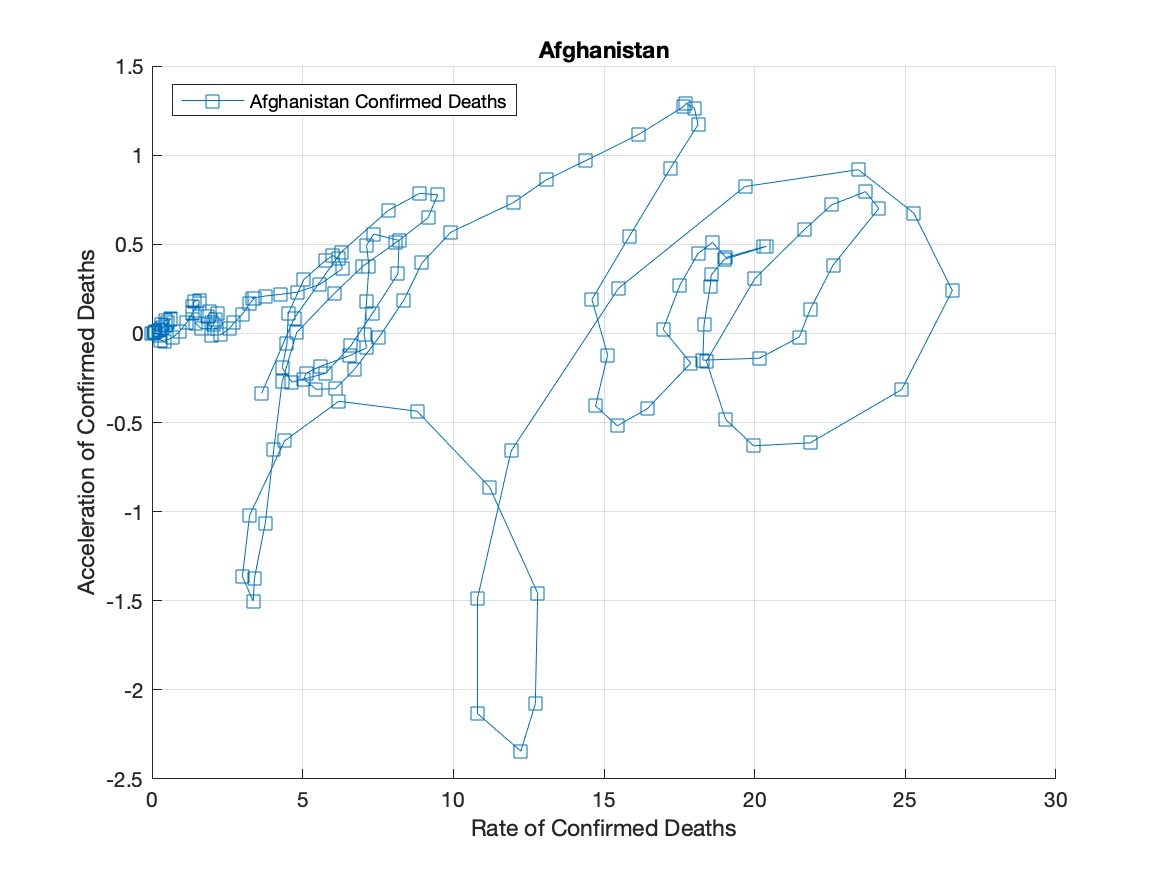 Afghanistan
Afghanistan Confirmed Deaths
1.5
1
0.5
0
-0.5
-1
-1.5
-2
-2.5
Acceleration of Confirmed Deaths
0 5 10 15 20 25 30
Rate of Confirmed Deaths